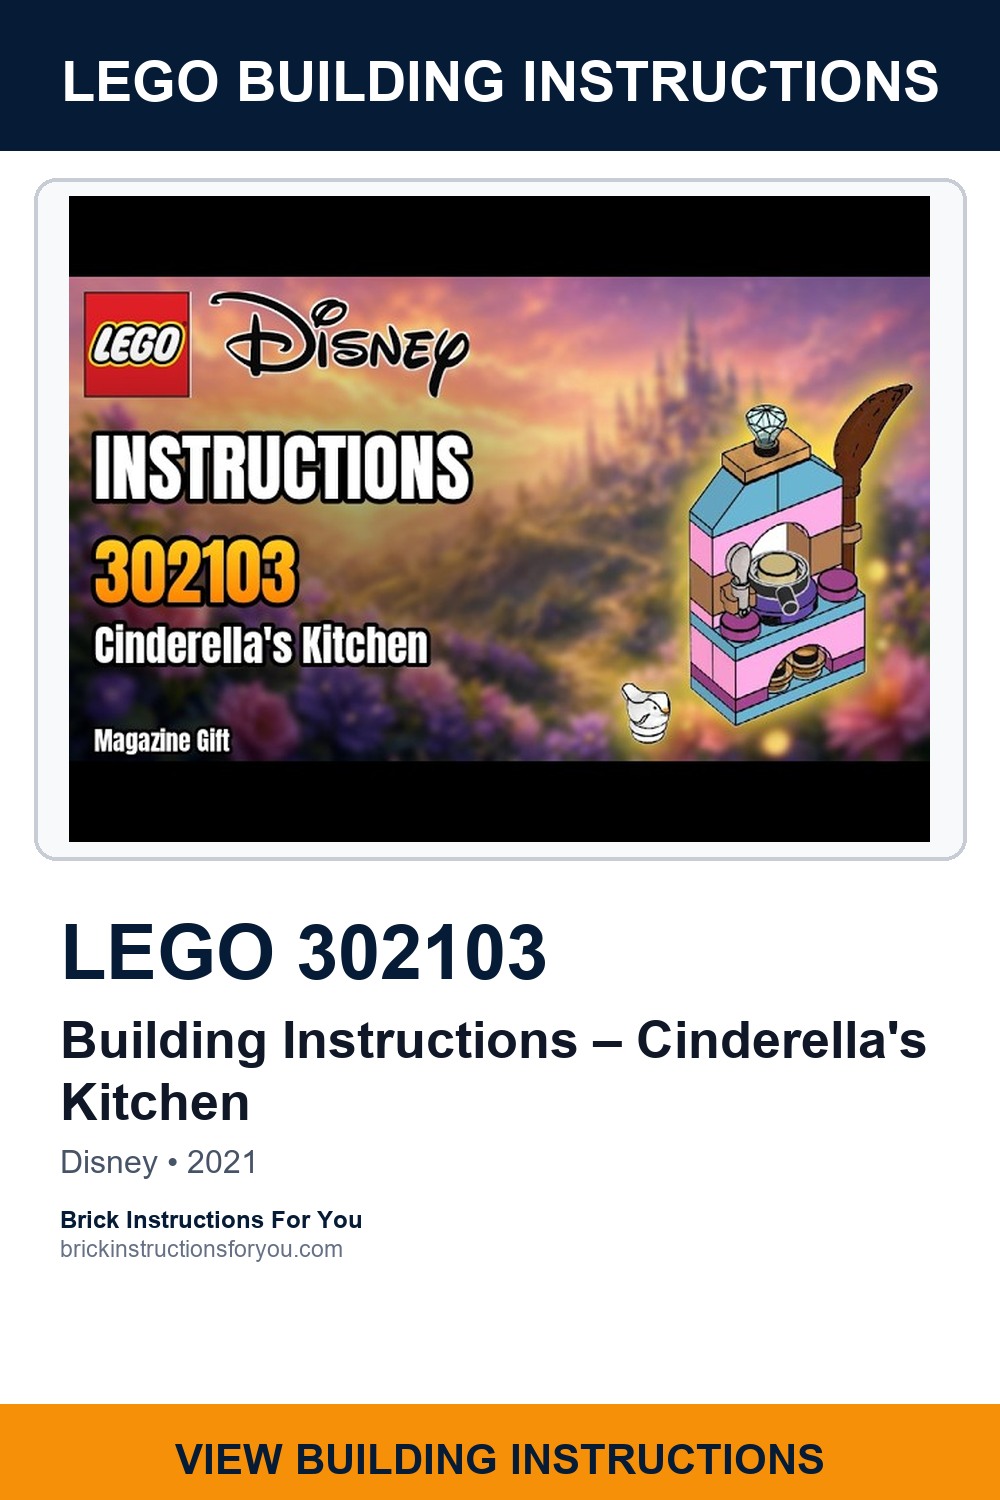 LEGO BUILDING INSTRUCTIONS
LEGO Disney
INSTRUCTIONS
302103
Cinderella's Kitchen
Magazine Gift
LEGO 302103
Building Instructions – Cinderella's
Kitchen
Disney • 2021
Brick Instructions For You
brickinstructionsforyou.com
VIEW BUILDING INSTRUCTIONS